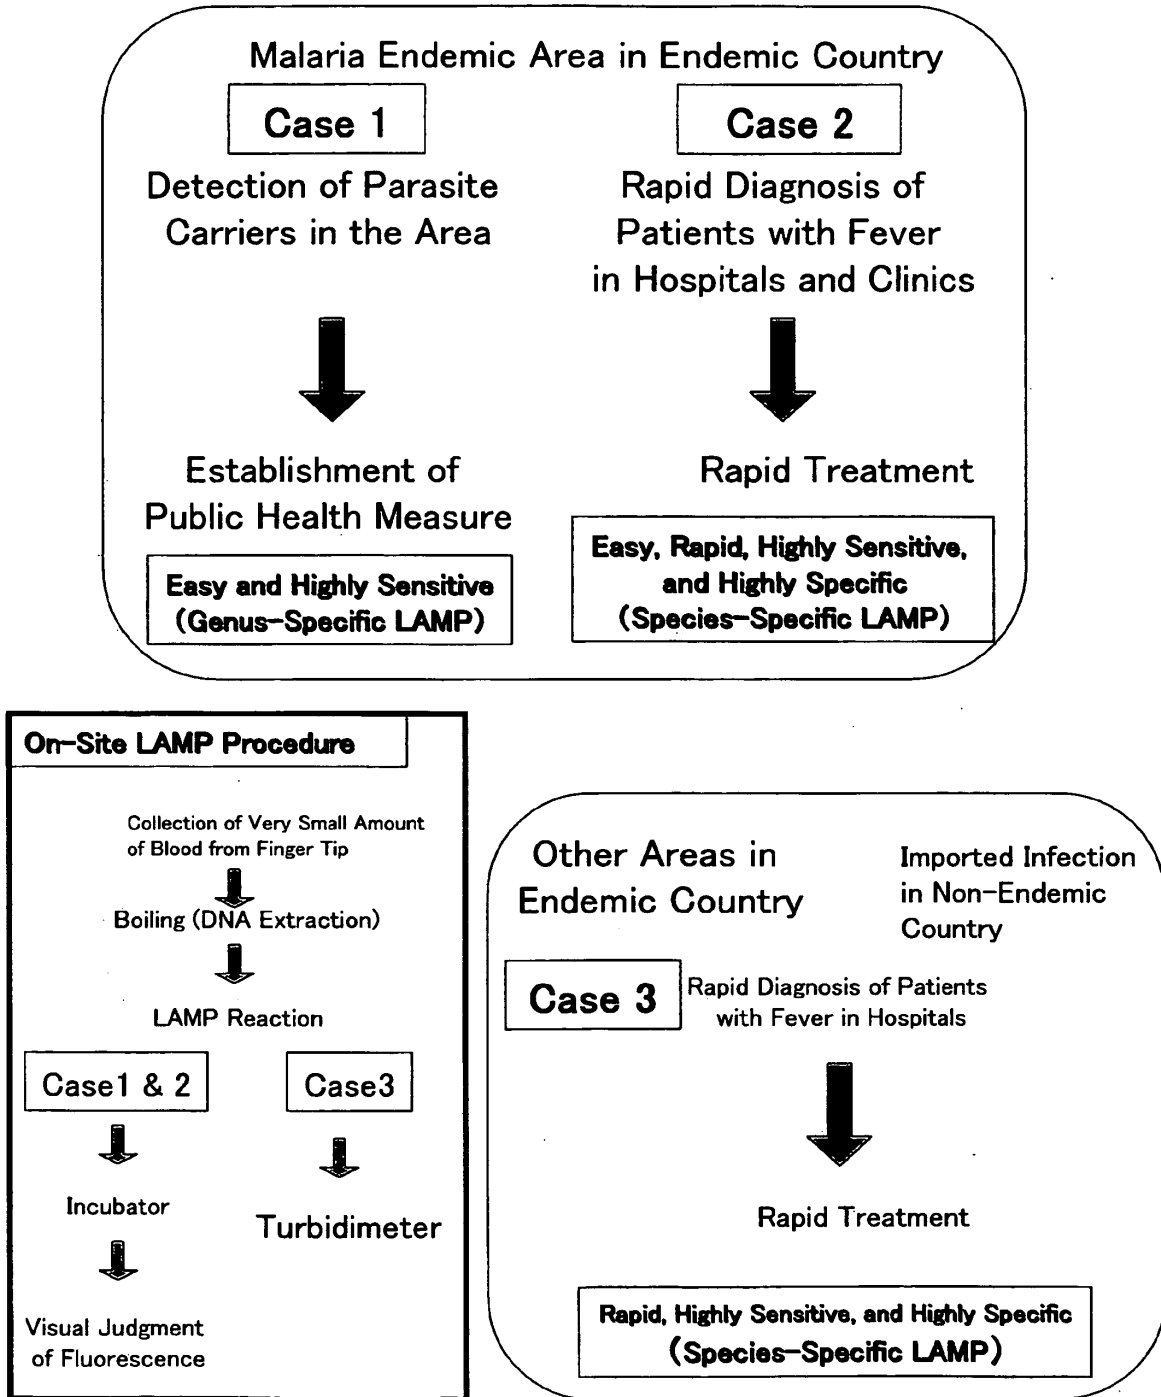 Malaria Endemic Area in Endemic Country
Case 1
Detection of Parasite
Carriers in the Area
Establishment of
Public Health Measure
Easy and Highly Sensitive
(Genus-Specific LAMP)
Case 2
Rapid Diagnosis of
Patients with Fever
in Hospitals and Clinics
Rapid Treatment
Easy, Rapid, Highly Sensitive,
and Highly Specific
(Species-Specific LAMP)
On-Site LAMP Procedure
Collection of Very Small Amount
of Blood from Finger Tip
Boiling (DNA Extraction)
LAMP Reaction
Case1 & 2
Incubator
Visual Judgment
of Fluorescence
Case3
Turbidimeter
Other Areas in
Endemic Country
Imported Infection
in Non-Endemic
Country
Case 3
Rapid Diagnosis of Patients
with Fever in Hospitals
Rapid Treatment
Rapid, Highly Sensitive, and Highly Specific
(Species-Specific LAMP)